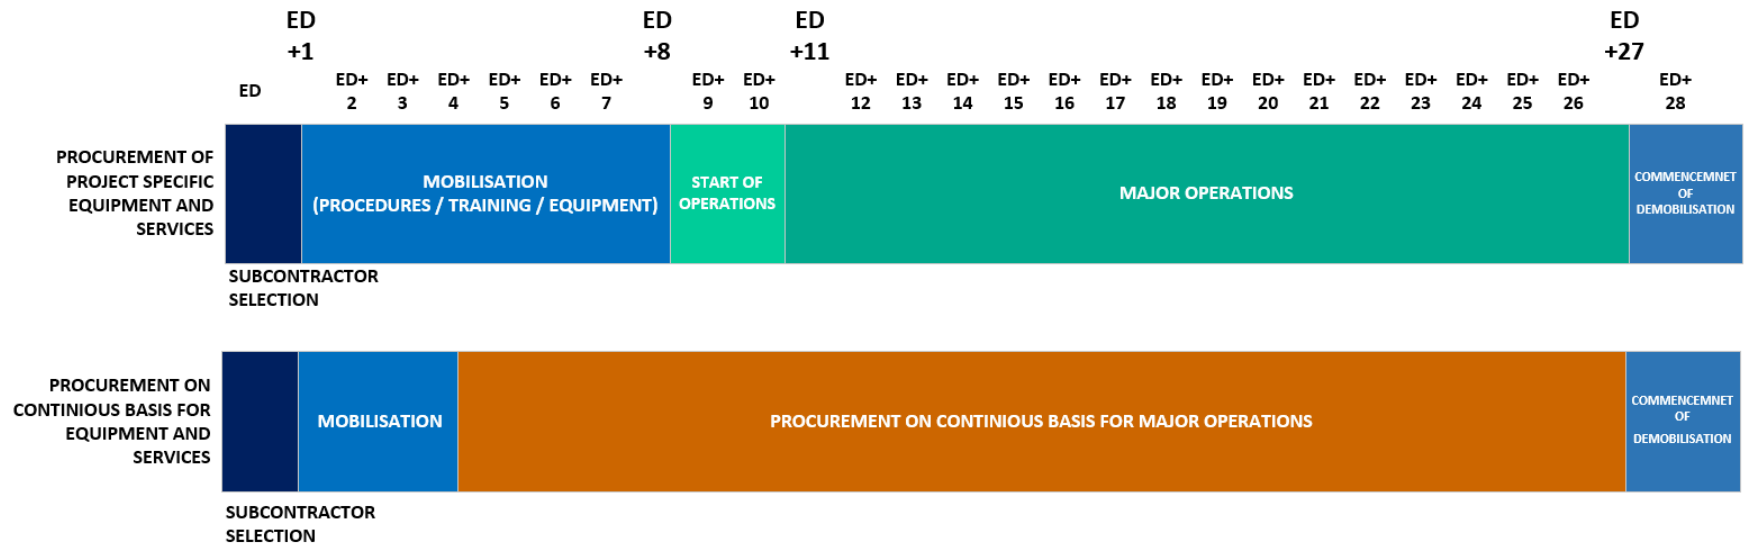 ED
+1
ED
+8
ED
+11
ED
+27
ED
ED+
2
ED+
3
ED+
4
ED+
5
ED+
6
ED+
7
ED+
9
ED+
10
ED+
12
ED+
13
ED+
14
ED+
15
ED+
16
ED+
17
ED+
18
ED+
19
ED+
20
ED+
21
ED+
22
ED+
23
ED+
24
ED+
25
ED+
26
ED+
28
PROCUREMENT OF
PROJECT SPECIFIC
EQUIPMENT AND
SERVICES
MOBILISATION
(PROCEDURES / TRAINING / EQUIPMENT)
START OF
OPERATIONS
MAJOR OPERATIONS
COMMENCEMNET
OF
DEMOBILISATION
SUBCONTRACTOR
SELECTION
PROCUREMENT ON
CONTINIOUS BASIS FOR
EQUIPMENT AND
SERVICES
MOBILISATION
PROCUREMENT ON CONTINIOUS BASIS FOR MAJOR OPERATIONS
COMMENCEMNET
OF
DEMOBILISATION
SUBCONTRACTOR
SELECTION